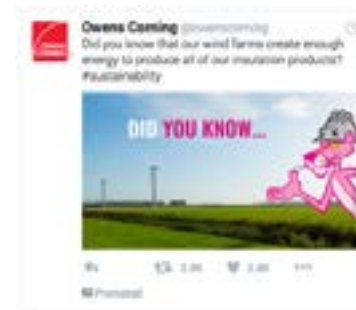 Owens Corning @owenscorning
Did you know that our wind farms create enough
energy to produce all of our insulation products?
#sustainability
DID YOU KNOW...
Promoted